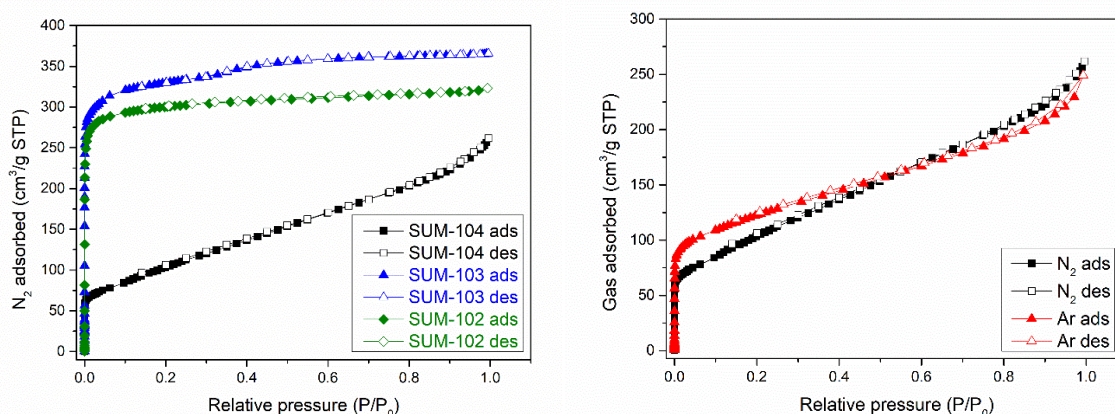 400
350
300
250
200
150
100
50
0
N₂ adsorbed (cm³/g STP)
SUM-104 ads
SUM-104 des
SUM-103 ads
SUM-103 des
SUM-102 ads
SUM-102 des
0.0 0.2 0.4 0.6 0.8 1.0
Relative pressure (P/P₀)
300
250
200
150
100
50
0
Gas adsorbed (cm³/g STP)
N₂ ads
N₂ des
Ar ads
Ar des
0.0 0.2 0.4 0.6 0.8 1.0
Relative pressure (P/P₀)